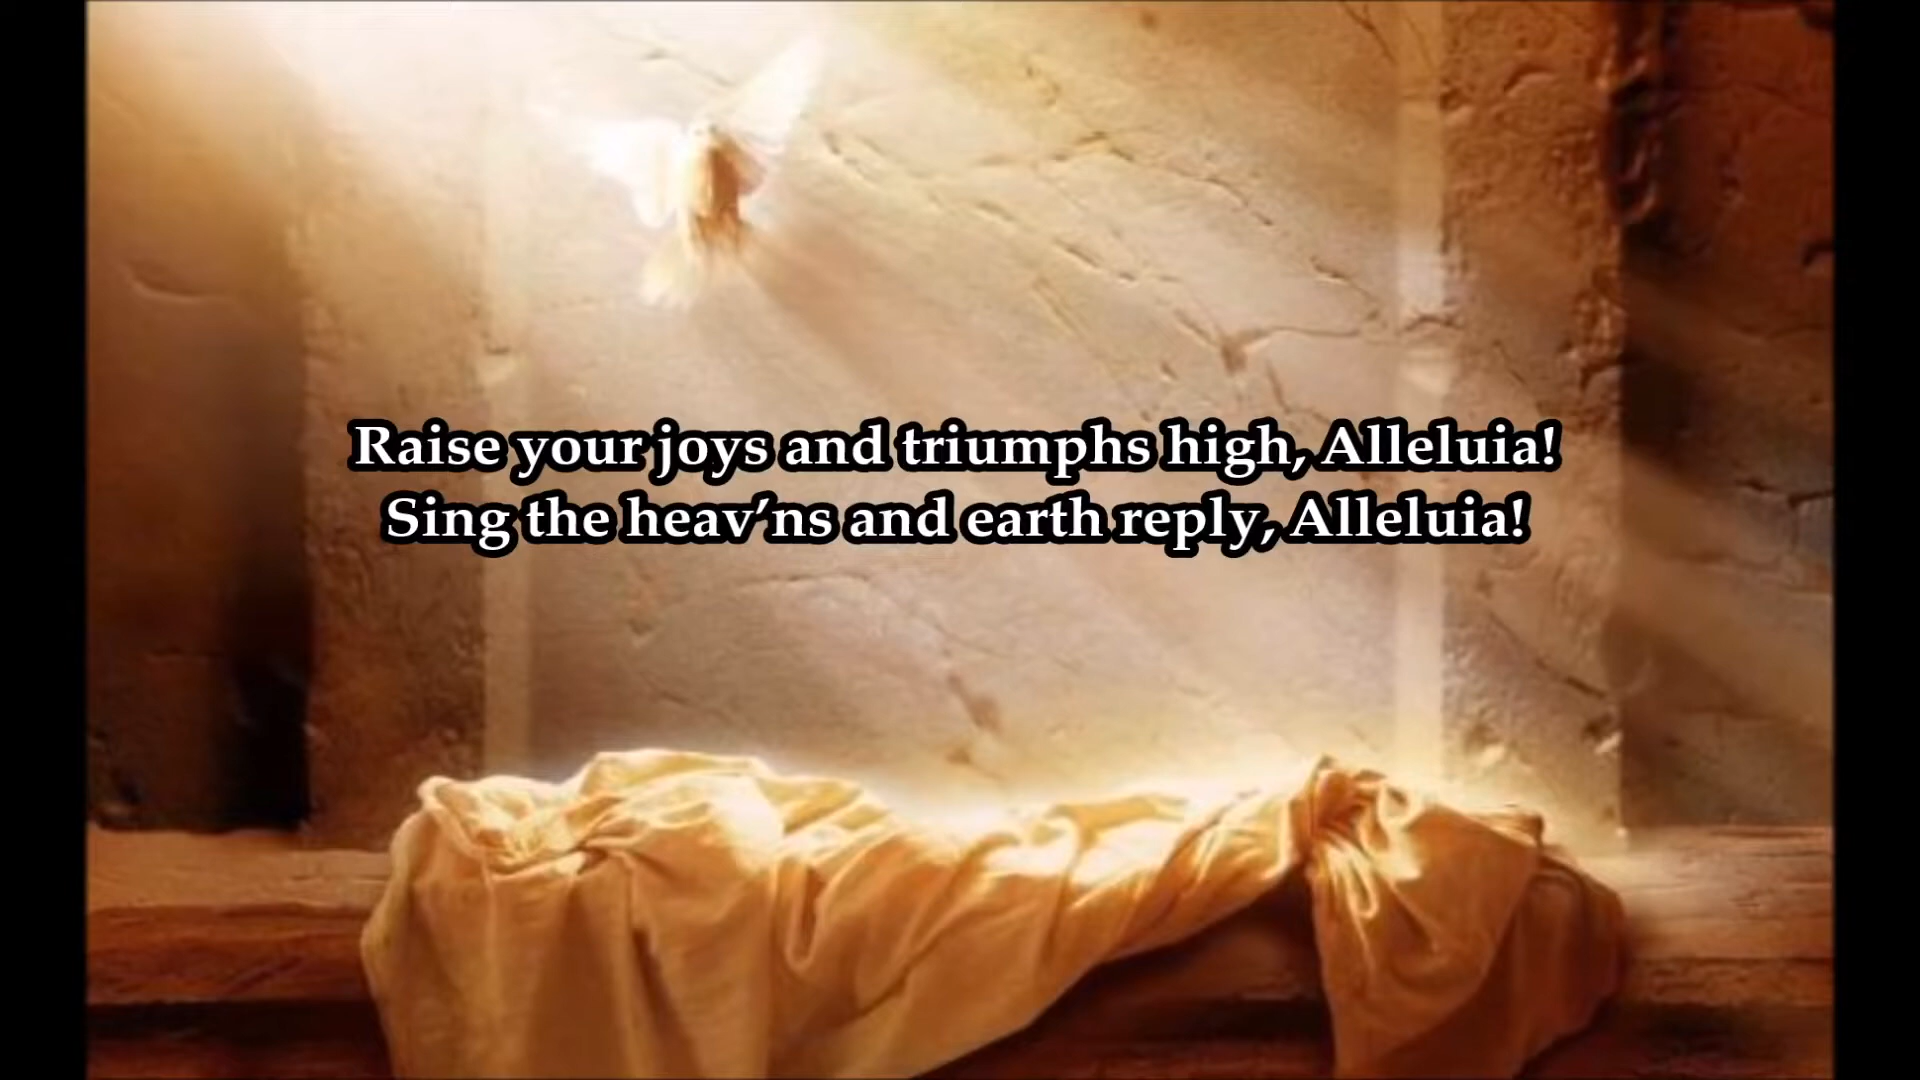 Raise your joys and triumphs high, Alleluia!
Sing the heav’ns and earth reply, Alleluia!